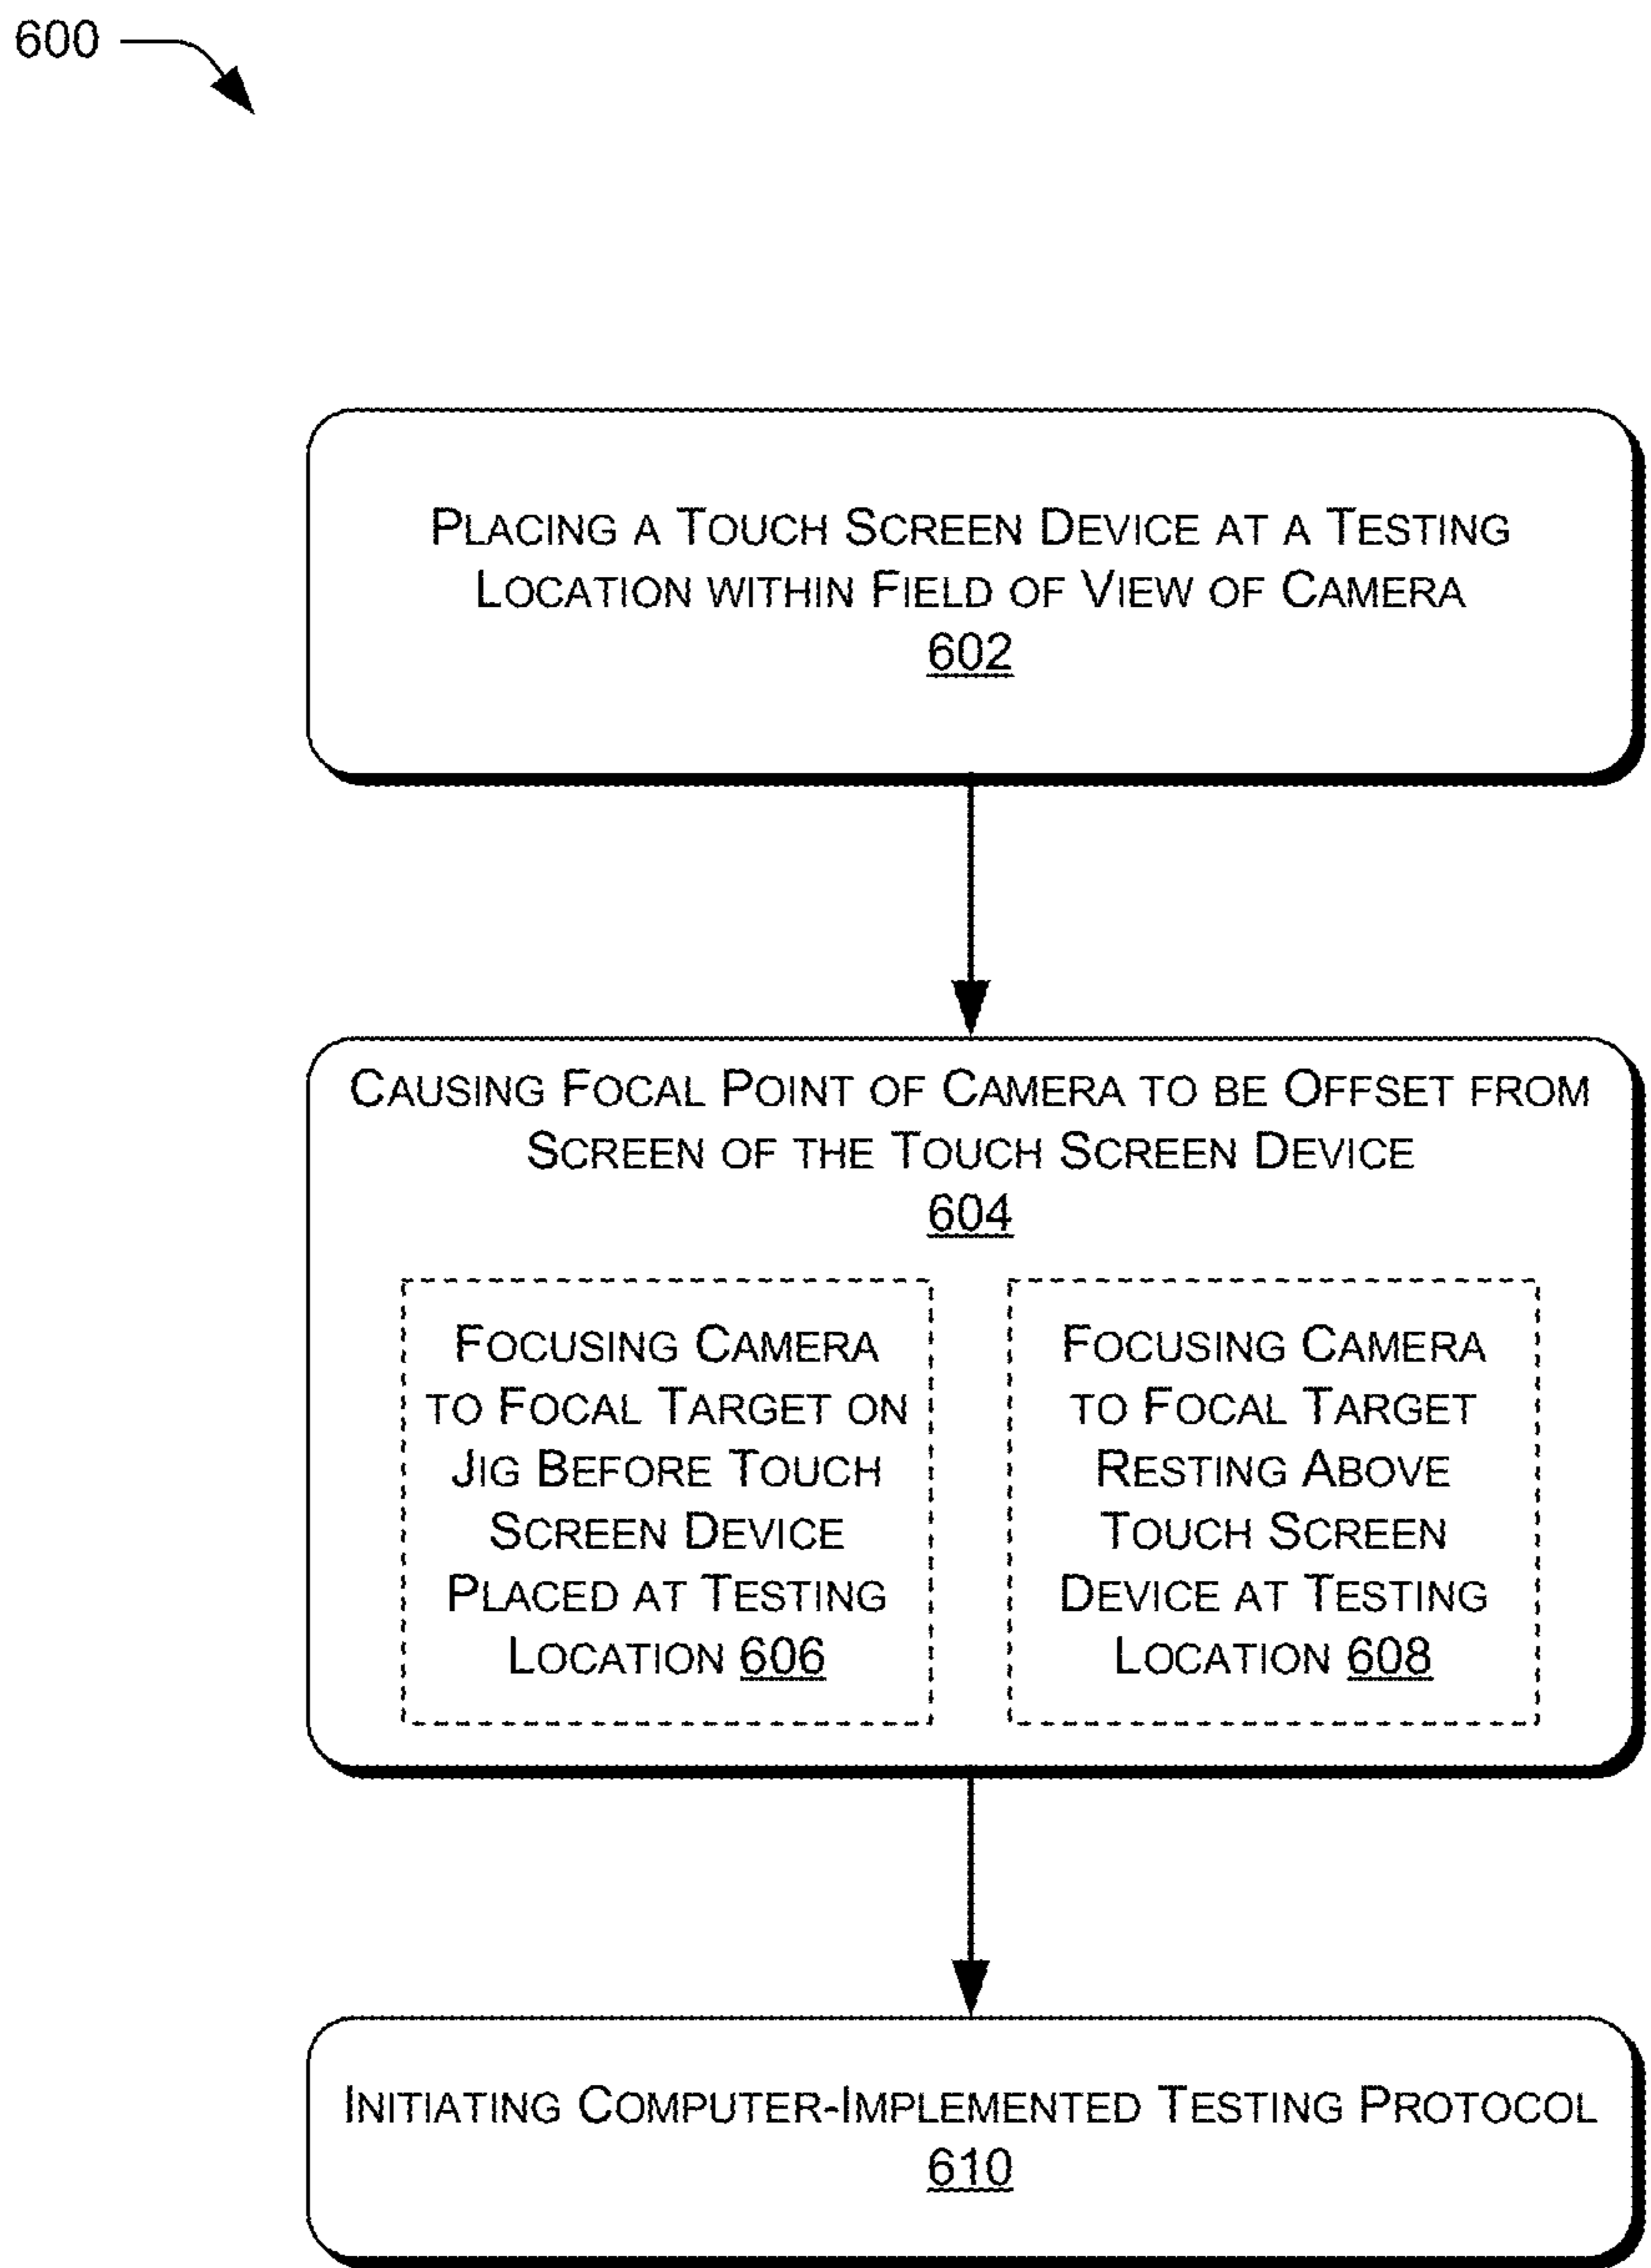 600
PLACING A TOUCH SCREEN DEVICE AT A TESTING
LOCATION WITHIN FIELD OF VIEW OF CAMERA
602
CAUSING FOCAL POINT OF CAMERA TO BE OFFSET FROM
SCREEN OF THE TOUCH SCREEN DEVICE
604
FOCUSING CAMERA
TO FOCAL TARGET ON
JIG BEFORE TOUCH
SCREEN DEVICE
PLACED AT TESTING
LOCATION 606
FOCUSING CAMERA
TO FOCAL TARGET
RESTING ABOVE
TOUCH SCREEN
DEVICE AT TESTING
LOCATION 608
INITIATING COMPUTER-IMPLEMENTED TESTING PROTOCOL
610